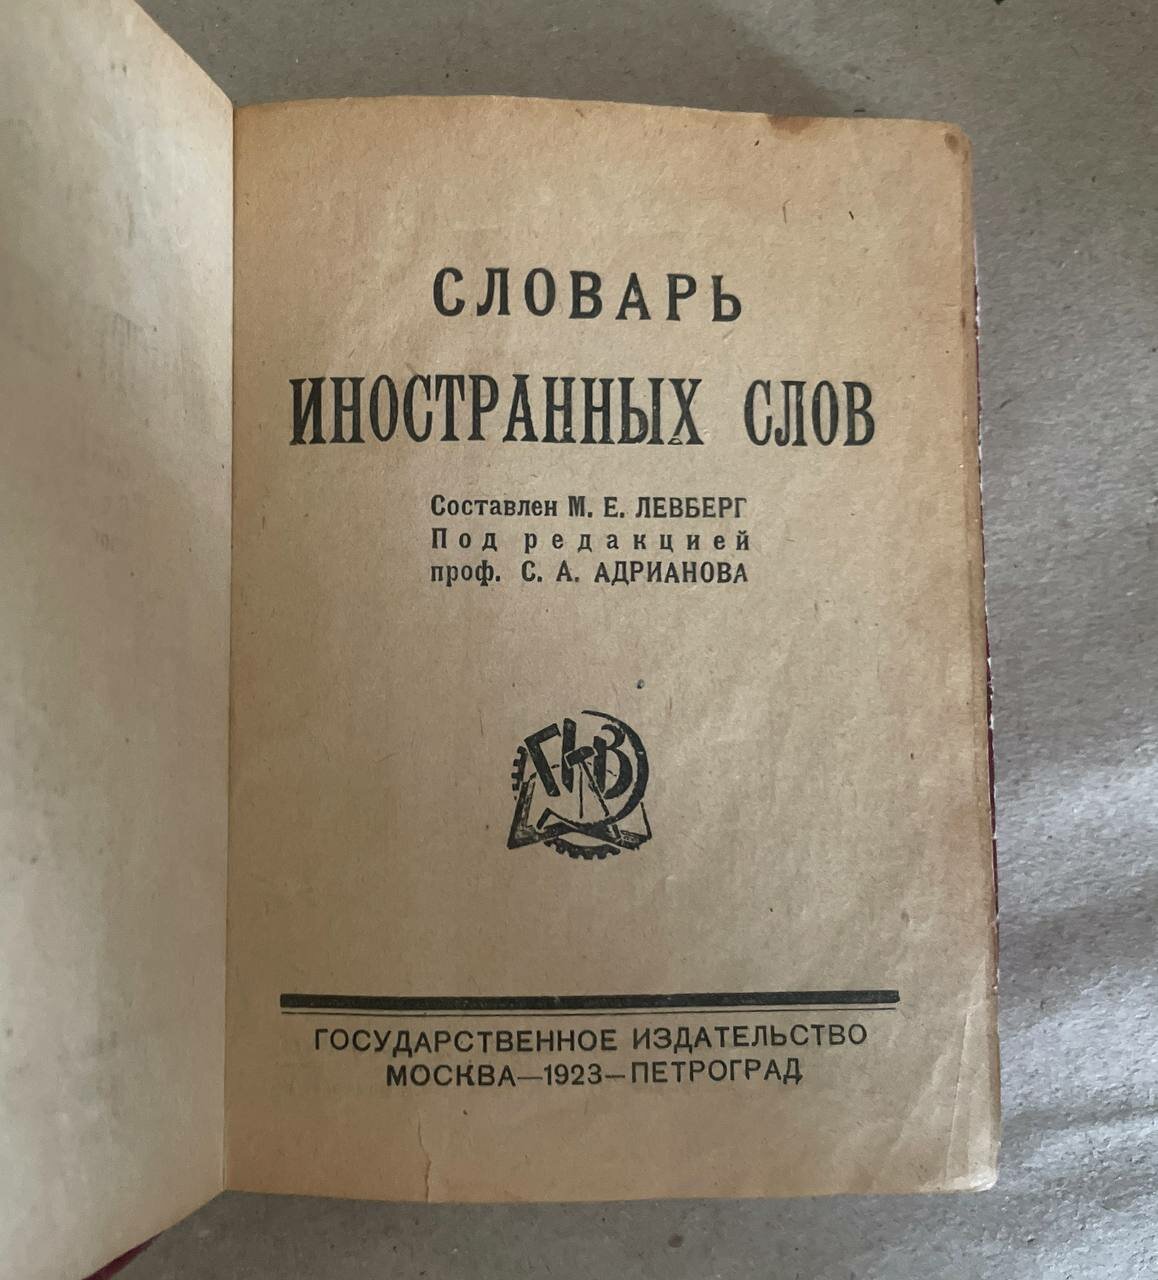 СЛОВАРЬ
ИНОСТРАННЫХ СЛОВ
Составлен М. Е. ЛЕВБЕРГ
Под редакцией
проф. С. А. АДРИАНОВА
ГИЗ
ГОСУДАРСТВЕННОЕ ИЗДАТЕЛЬСТВО
МОСКВА—1923—ПЕТРОГРАД